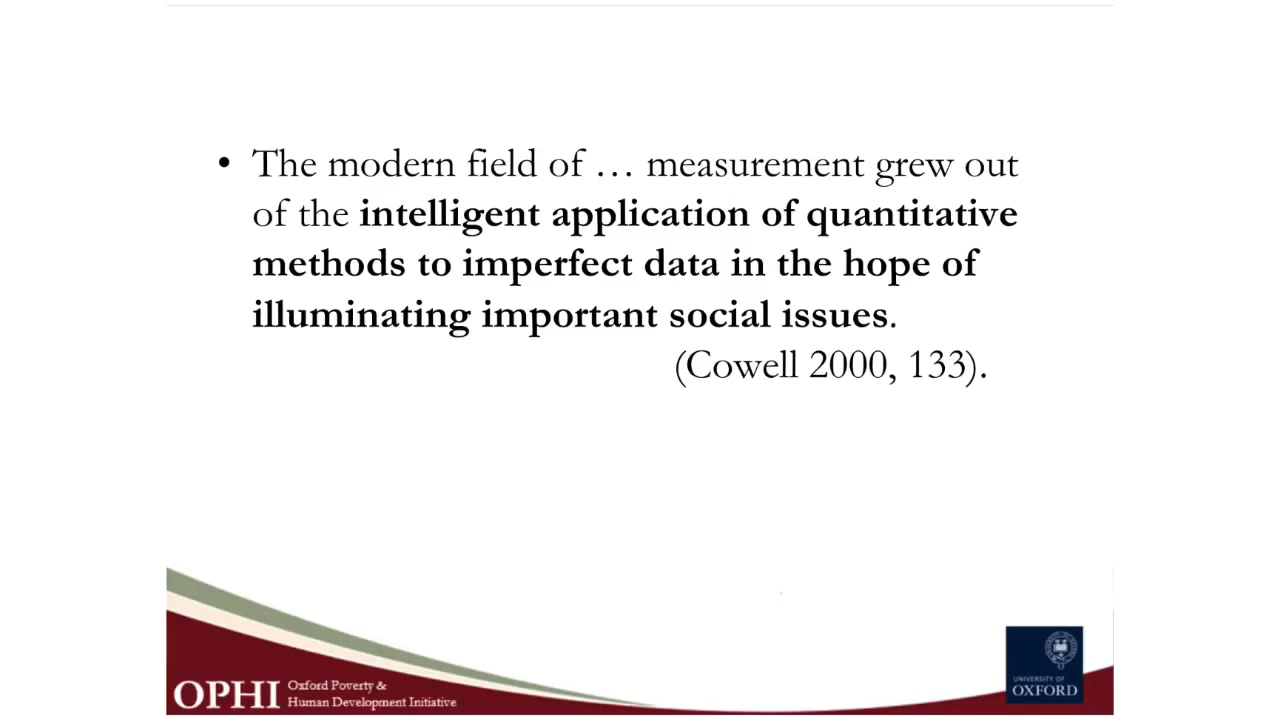 • The modern field of … measurement grew out
of the intelligent application of quantitative
methods to imperfect data in the hope of
illuminating important social issues.
(Cowell 2000, 133).
OPHI
Oxford Poverty &
Human Development Initiative
UNIVERSITY OF
OXFORD